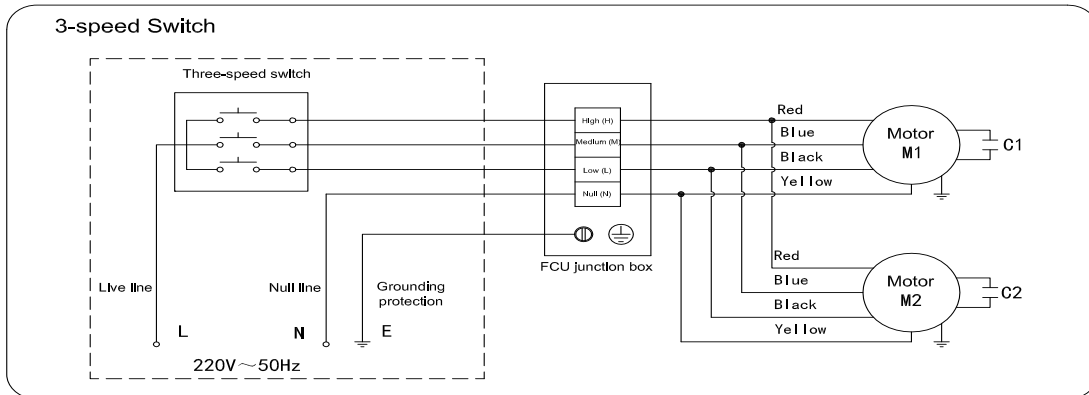 3-speed Switch
Three-speed switch
High (H)
Medium (M)
Low (L)
Null (N)
FCU junction box
Red
Blue
Black
Yellow
Motor
M1
C1
Red
Blue
Black
Yellow
Motor
M2
C2
Live line
Null line
Grounding
protection
L
N
E
220V～50Hz